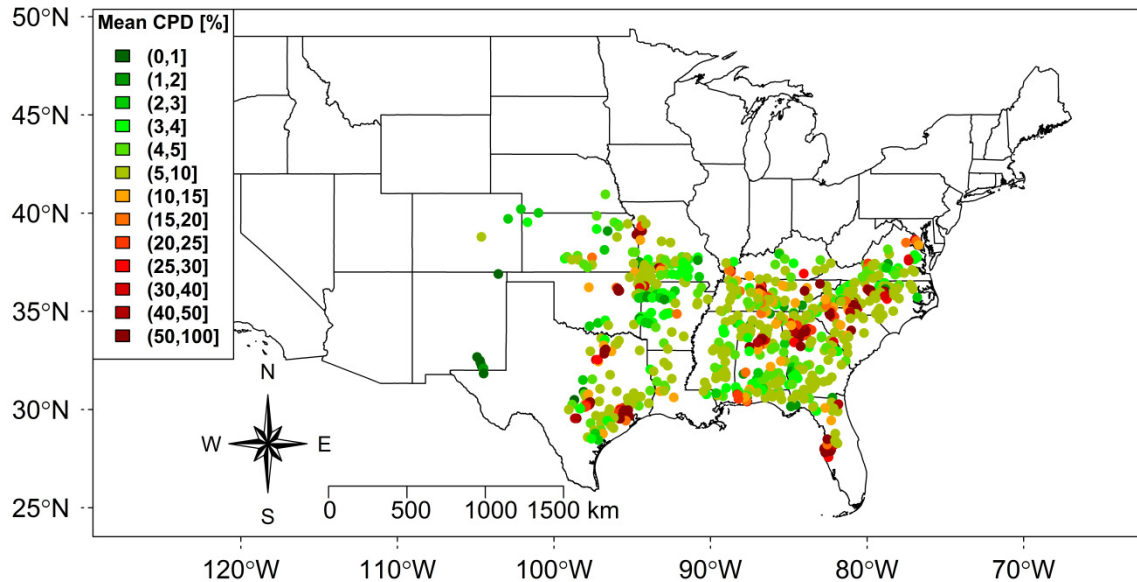 50°N
45°N
40°N
35°N
30°N
25°N
Mean CPD [%]
(0,1]
(1,2]
(2,3]
(3,4]
(4,5]
(5,10]
(10,15]
(15,20]
(20,25]
(25,30]
(30,40]
(40,50]
(50,100]
N
W E
S
0 500 1000 1500 km
120°W 110°W 100°W 90°W 80°W 70°W